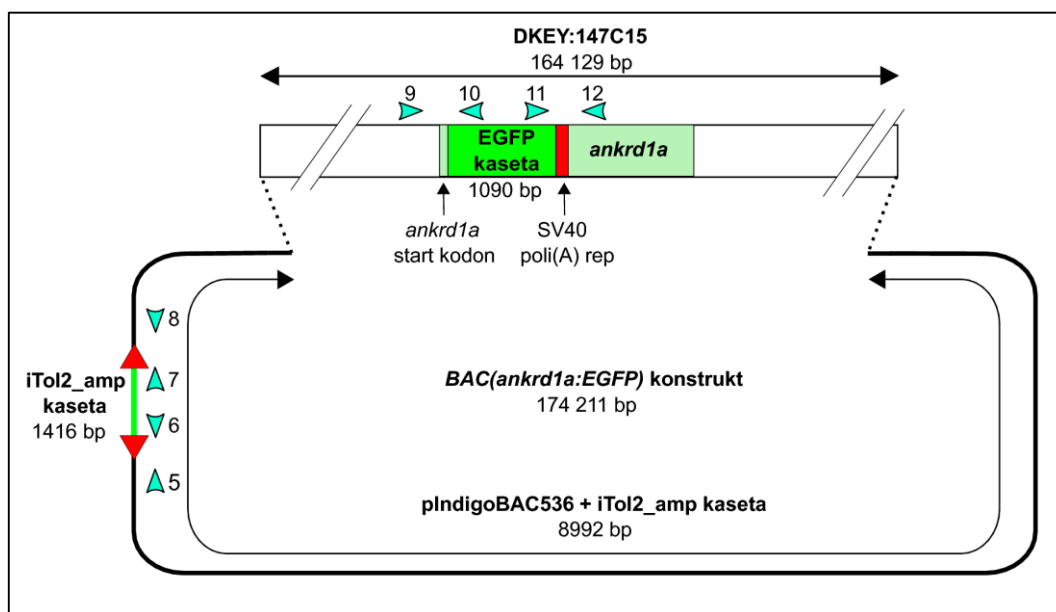 DKEY:147C15
164 129 bp
9
10
11
12
EGFP
kaseta
ankrd1a
1090 bp
ankrd1a
start kodon
SV40
poli(A) rep
8
7
6
5
iTol2_amp
kaseta
1416 bp
BAC(ankrd1a:EGFP) konstrukt
174 211 bp
pIndigoBAC536 + iTol2_amp kaseta
8992 bp